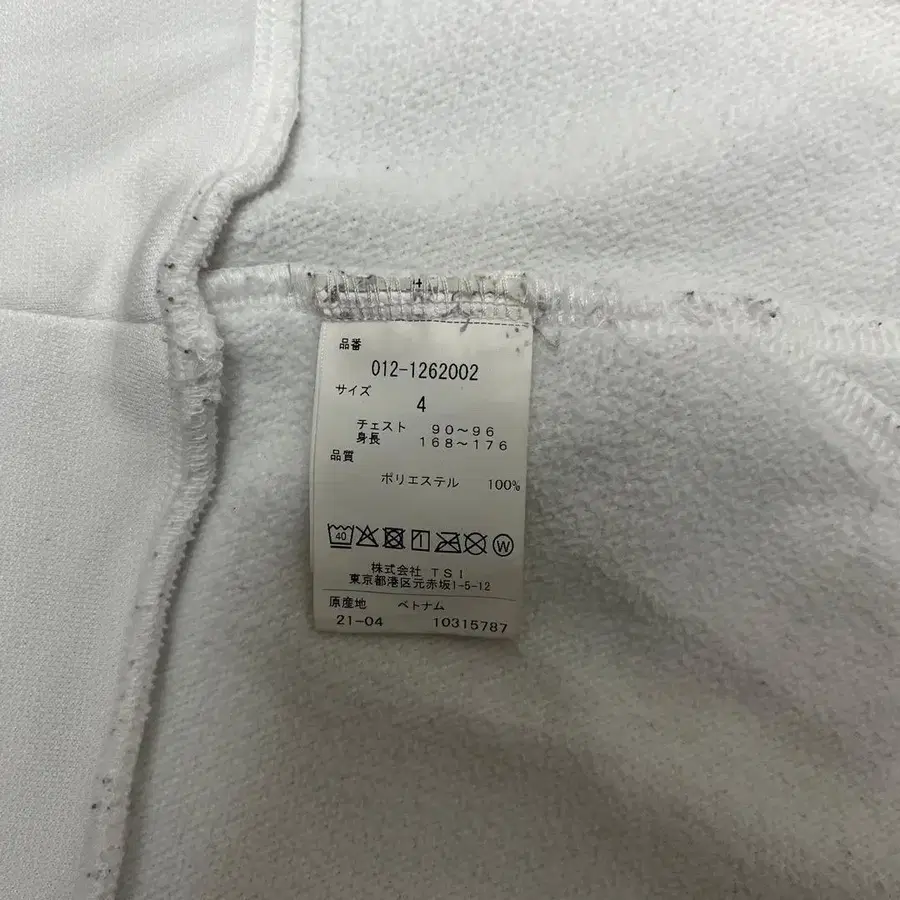 品番
012-1262002
サイズ
4
チェスト 90～96
身長 168～176
品質
ポリエステル 100%
40 W
株式会社 TSI
東京都港区元赤坂1-5-12
原産地 ベトナム
21-04 10315787